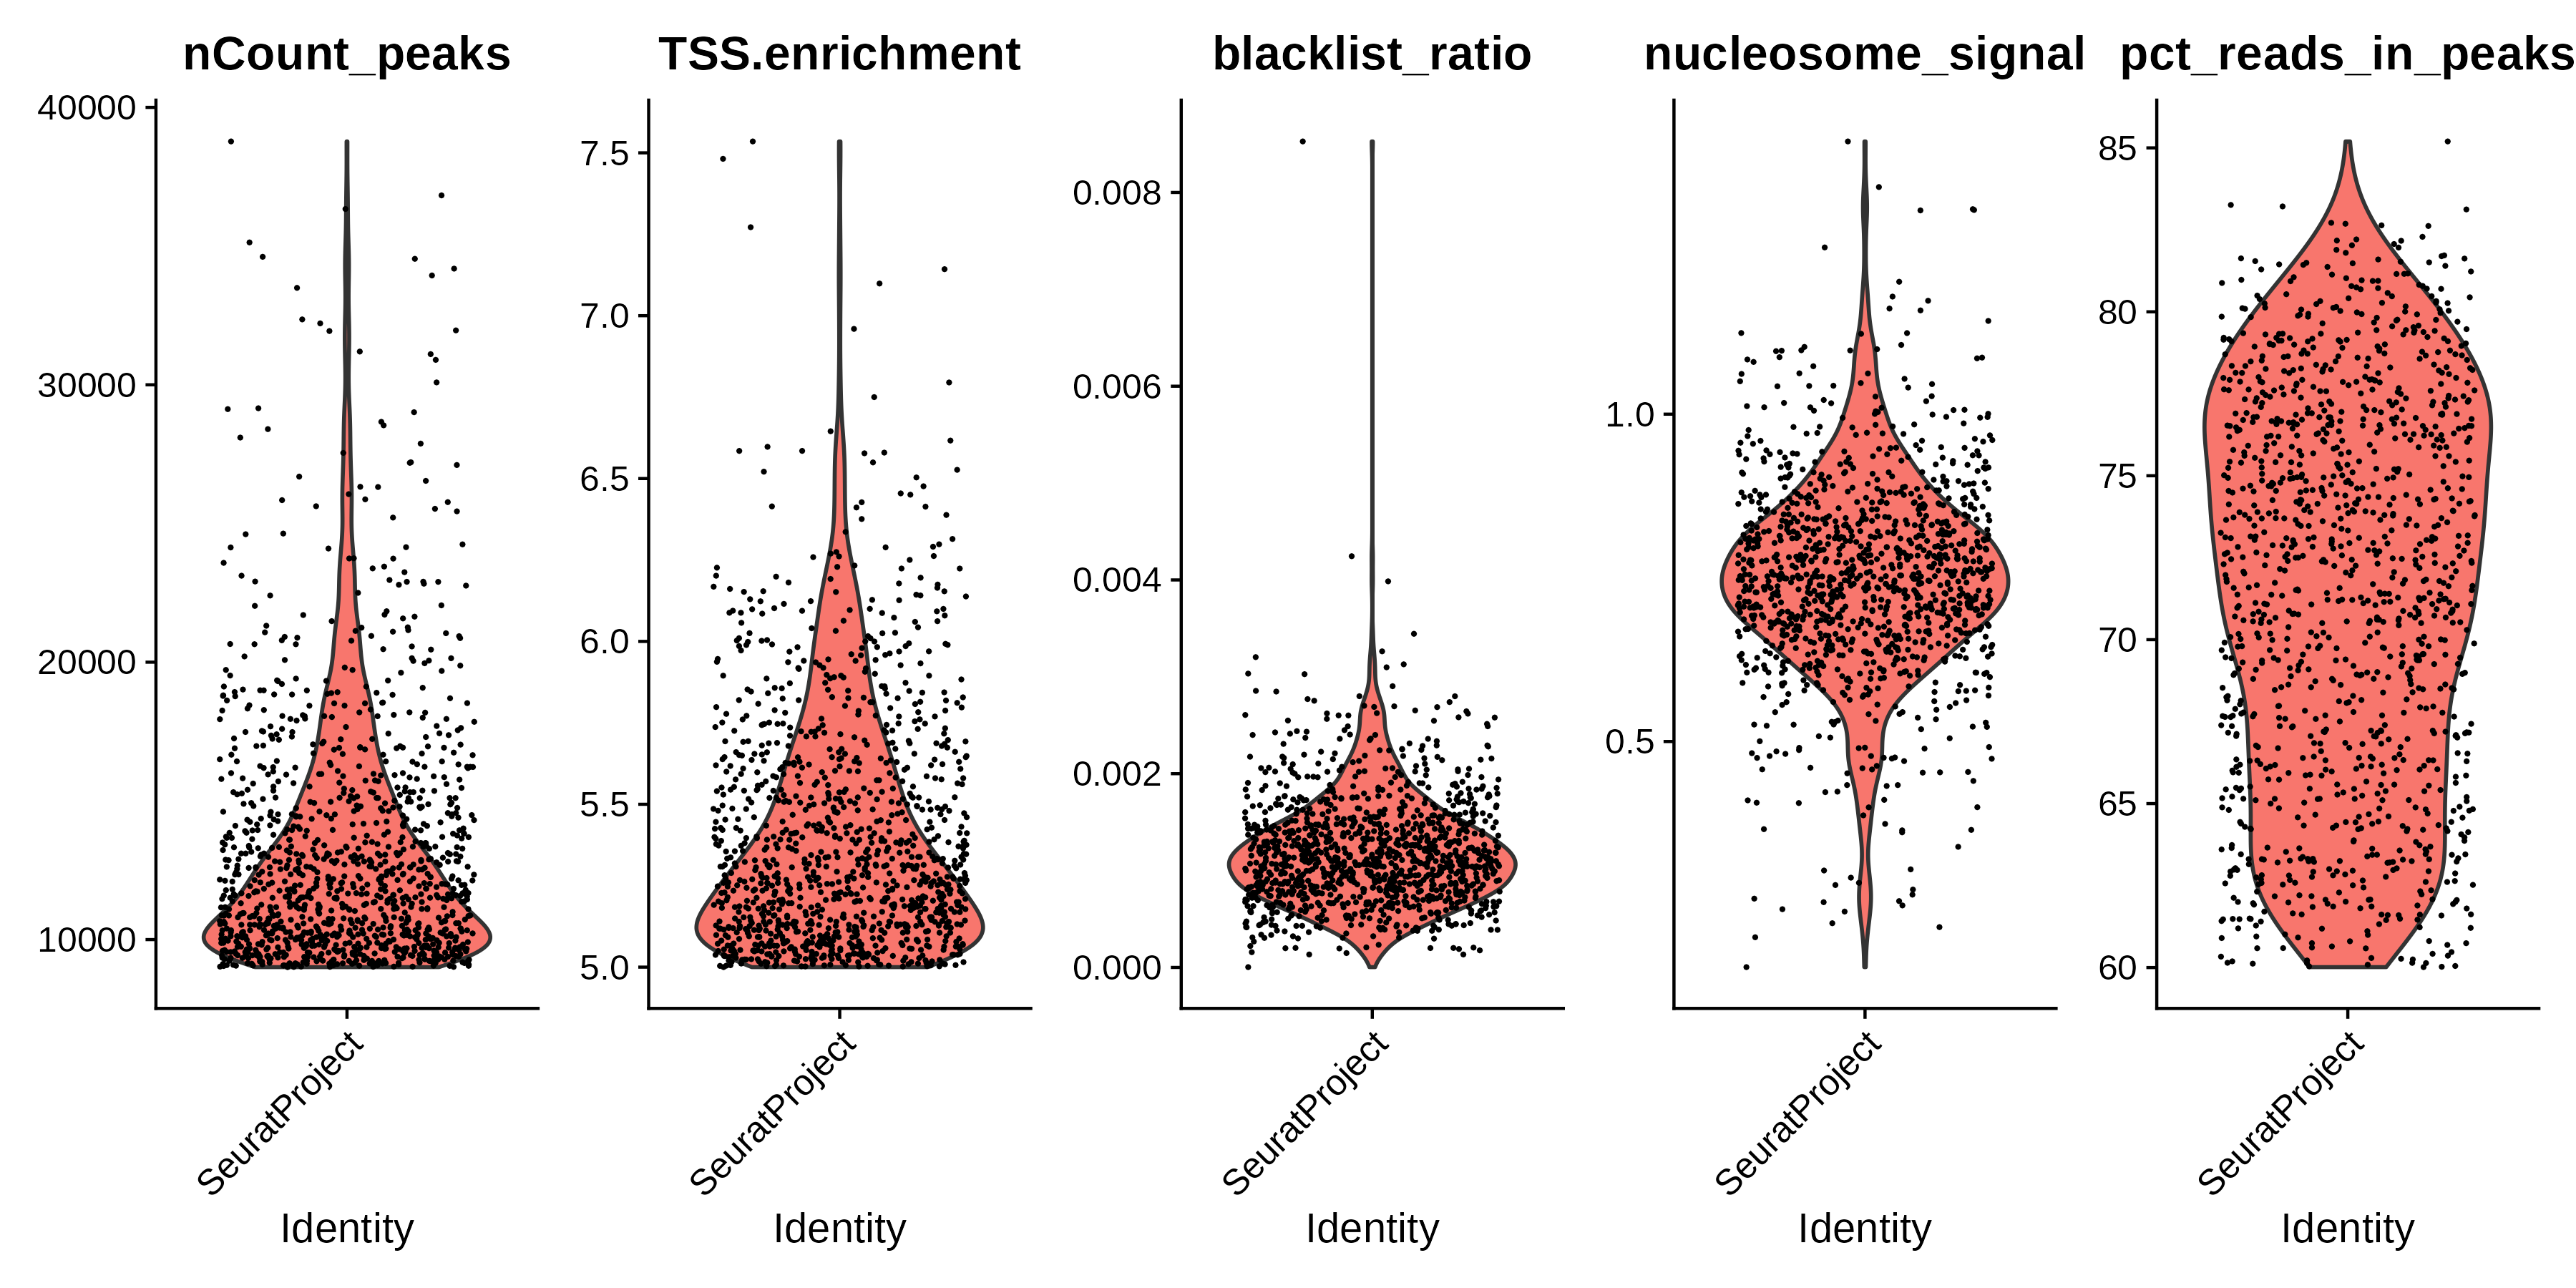 nCount_peaks
40000
30000
20000
10000
SeuratProject
Identity
TSS.enrichment
7.5
7.0
6.5
6.0
5.5
5.0
SeuratProject
Identity
blacklist_ratio
0.008
0.006
0.004
0.002
0.000
SeuratProject
Identity
nucleosome_signal
1.0
0.5
SeuratProject
Identity
pct_reads_in_peaks
85
80
75
70
65
60
SeuratProject
Identity